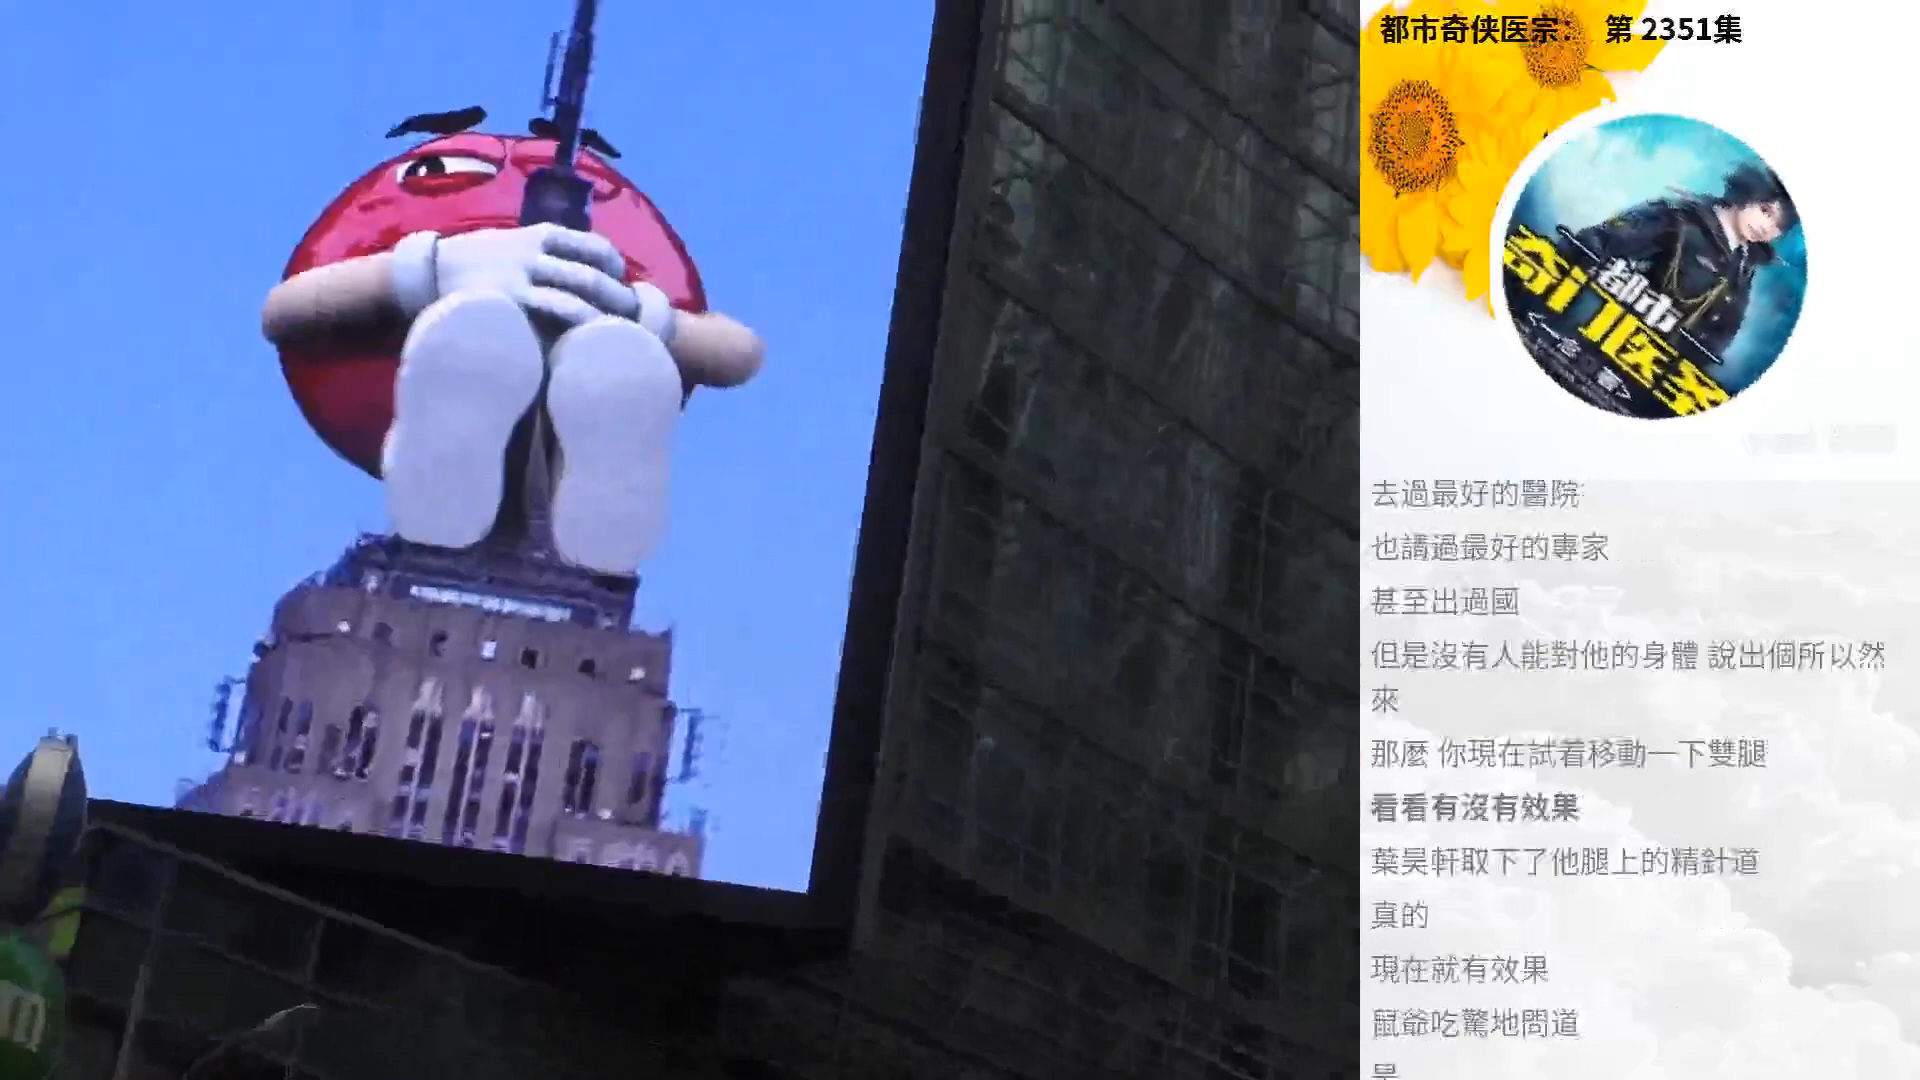 都市奇侠医宗： 第 2351集
都市
奇门医圣
去過最好的醫院
也請過最好的專家
甚至出過國
但是沒有人能對他的身體 說出個所以然
來
那麼 你現在試着移動一下雙腿
看看有沒有效果
葉昊軒取下了他腿上的精針道
真的
現在就有效果
鼠爺吃驚地問道
是